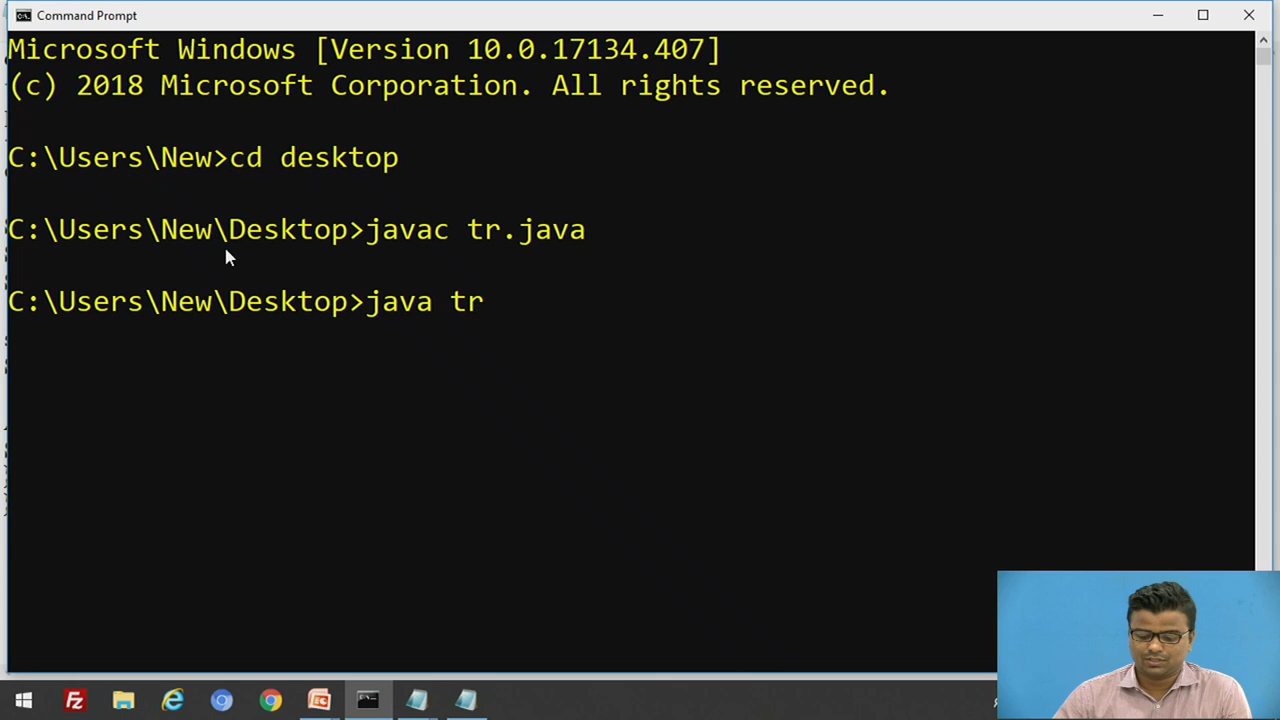 Command Prompt
Microsoft Windows [Version 10.0.17134.407]
(c) 2018 Microsoft Corporation. All rights reserved.
C:\Users\New>cd desktop
C:\Users\New\Desktop>javac tr.java
C:\Users\New\Desktop>java tr